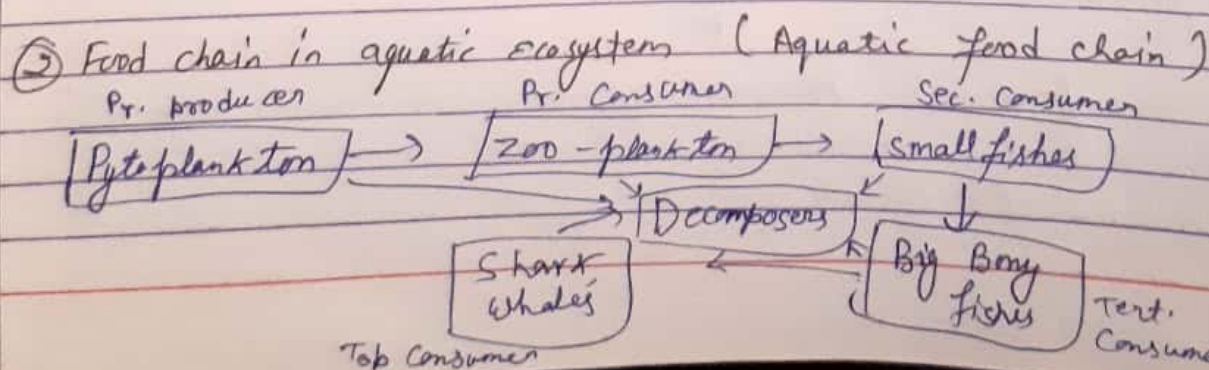 ② Food chain in aquatic ecosystem (Aquatic food chain)
Pr. producer Pr. Consumer Sec. Consumer
Pytoplankton → Zoo-plankton → small fishes
Decomposers
Shark Big Bony
whales fishes Tert.
Consume
Top Consumer